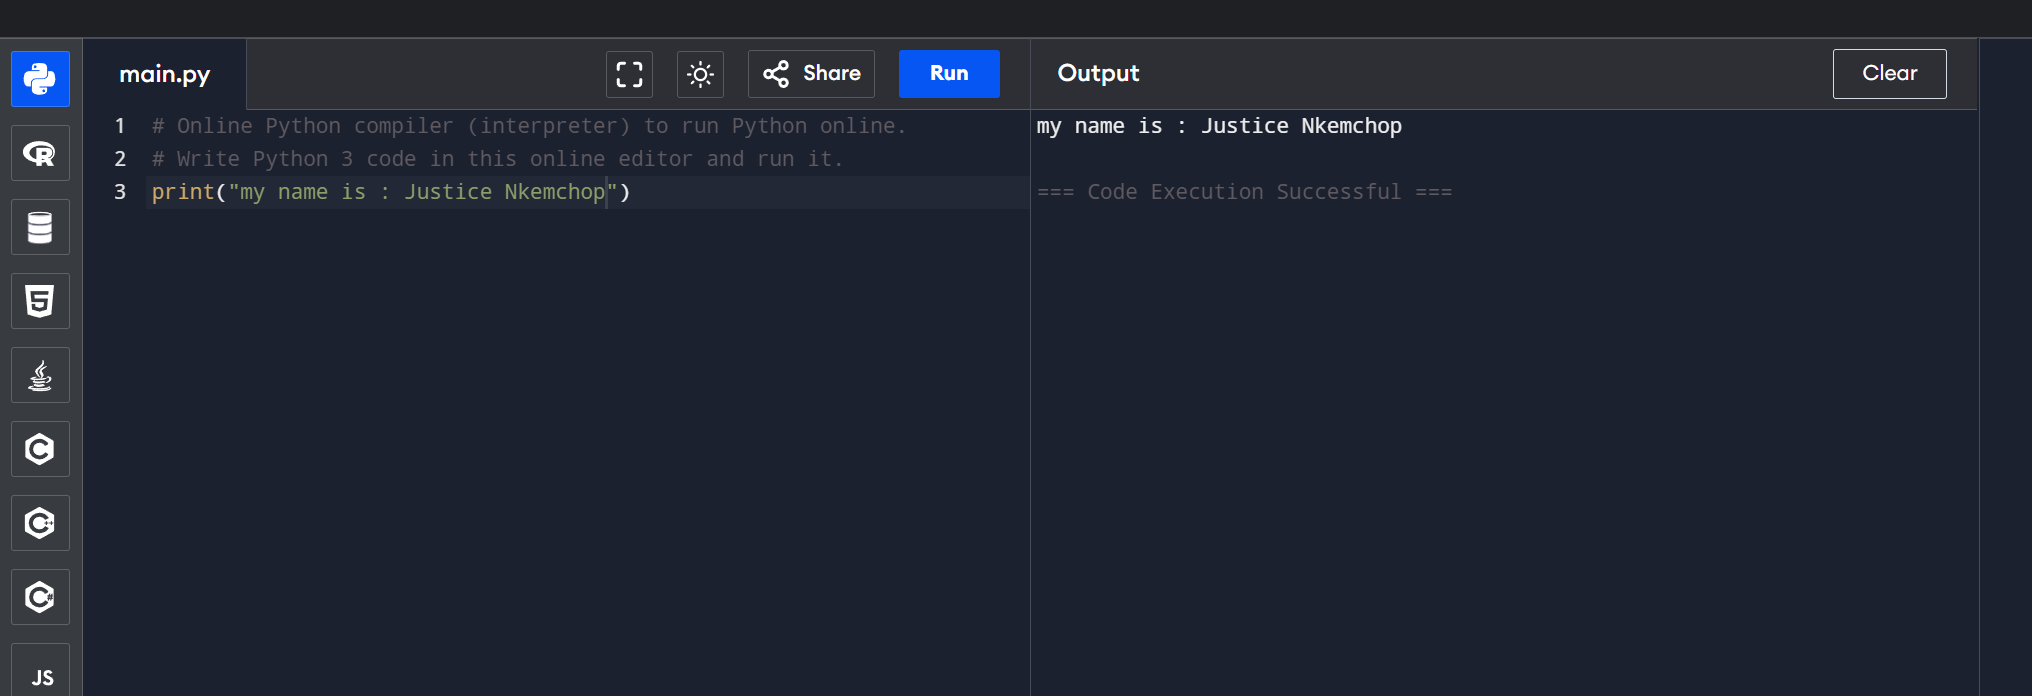 main.py
Share
Run
Output
Clear
1 # Online Python compiler (interpreter) to run Python online.
2 # Write Python 3 code in this online editor and run it.
3 print("my name is : Justice Nkemchop")
my name is : Justice Nkemchop
=== Code Execution Successful ===
R
5
C
C++
C#
JS